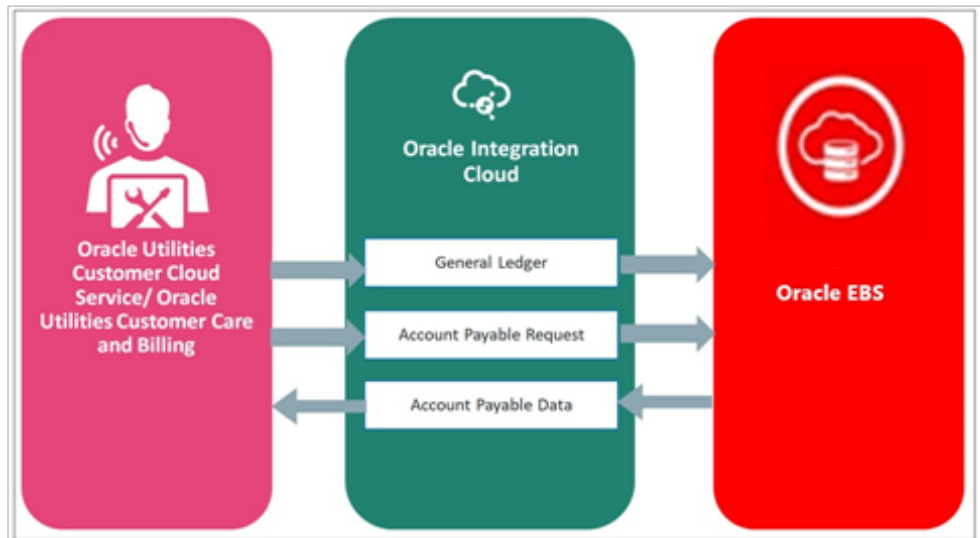 Oracle Utilities
Customer Cloud
Service/ Oracle
Utilities Customer Care
and Billing
Oracle Integration
Cloud
General Ledger
Account Payable Request
Account Payable Data
Oracle EBS